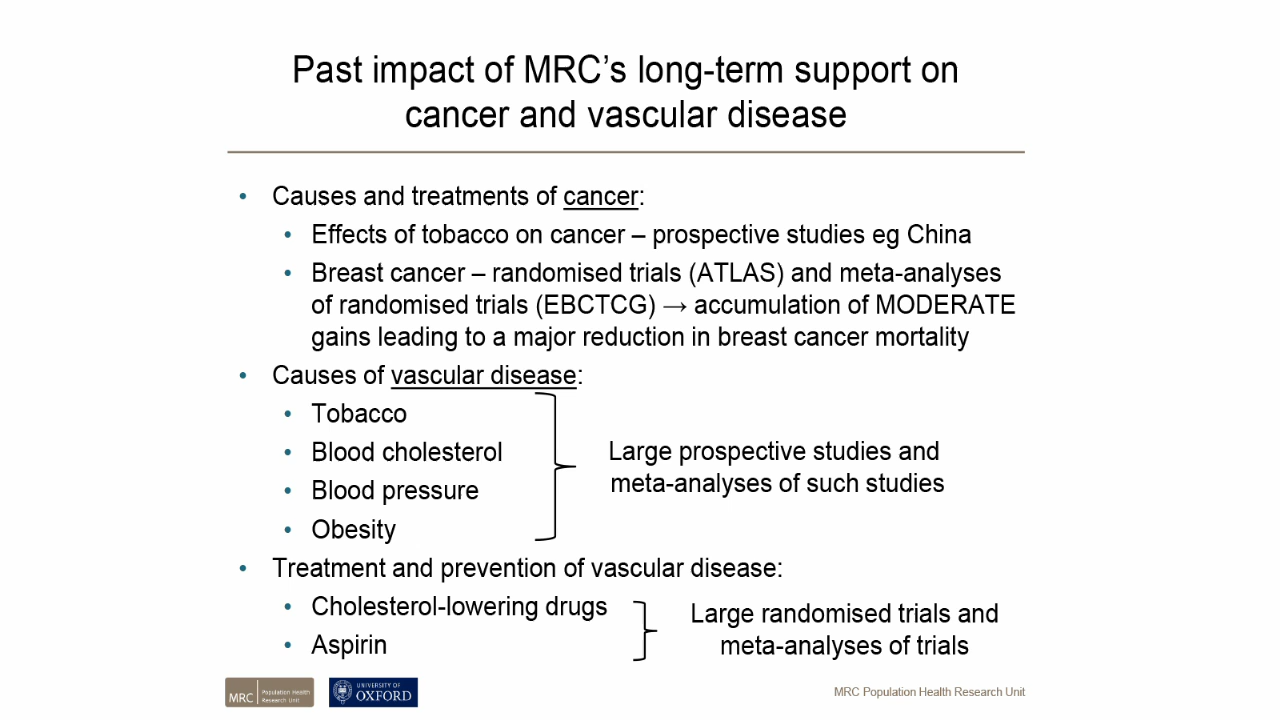 Past impact of MRC’s long-term support on
cancer and vascular disease
• Causes and treatments of cancer:
• Effects of tobacco on cancer – prospective studies eg China
• Breast cancer – randomised trials (ATLAS) and meta-analyses
of randomised trials (EBCTCG) → accumulation of MODERATE
gains leading to a major reduction in breast cancer mortality
• Causes of vascular disease:
• Tobacco
• Blood cholesterol
• Blood pressure
• Obesity
Large prospective studies and
meta-analyses of such studies
• Treatment and prevention of vascular disease:
• Cholesterol-lowering drugs
• Aspirin
Large randomised trials and
meta-analyses of trials
MRC
Population Health
Research Unit
UNIVERSITY OF
OXFORD
MRC Population Health Research Unit